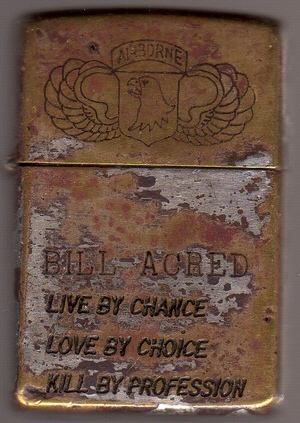 AIRBORNE
BILL ACRED
LIVE BY CHANCE
LOVE BY CHOICE
KILL BY PROFESSION